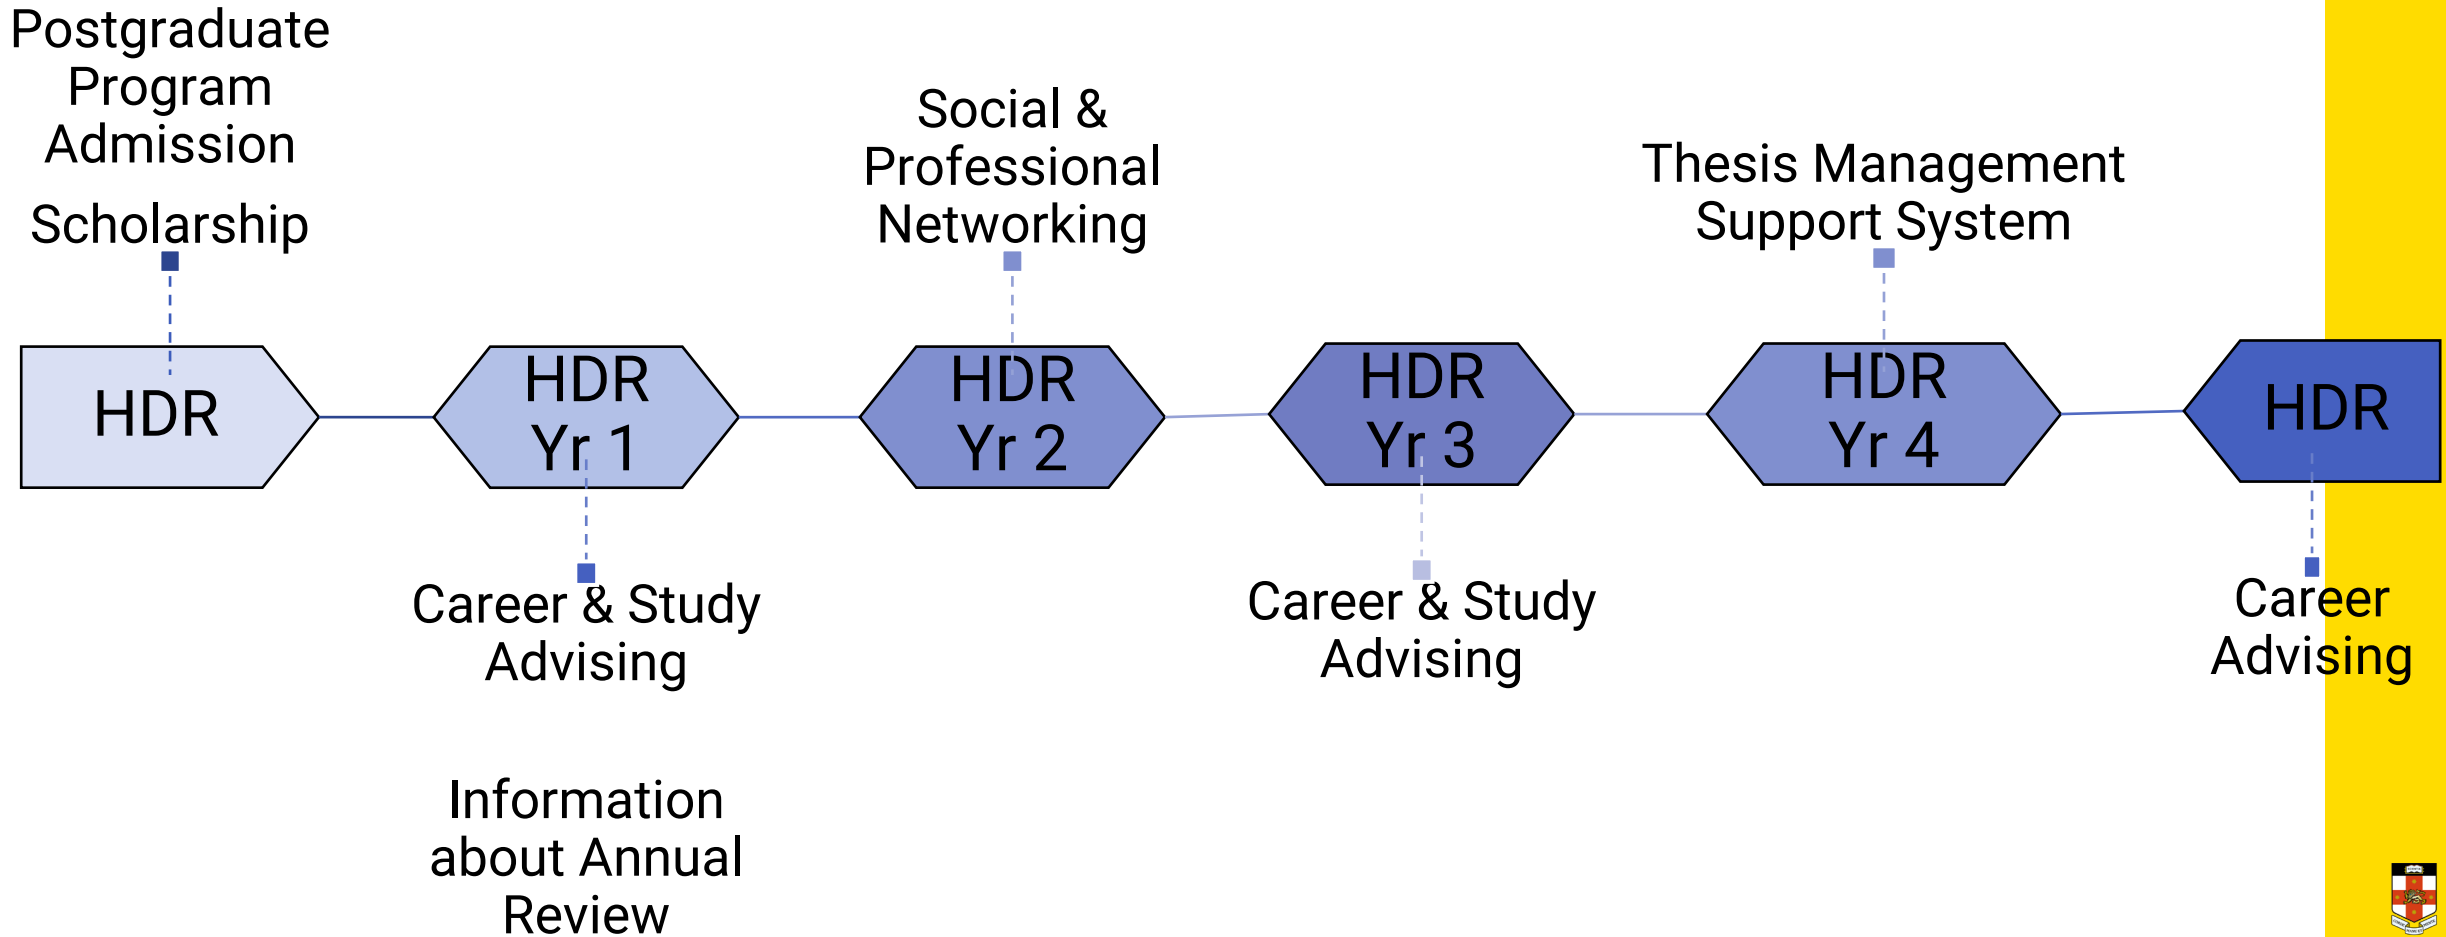 Postgraduate
Program
Admission
Scholarship
Social &
Professional
Networking
Thesis Management
Support System
HDR
HDR
Yr 1
HDR
Yr 2
HDR
Yr 3
HDR
Yr 4
HDR
Career & Study
Advising
Career & Study
Advising
Career
Advising
Information
about Annual
Review